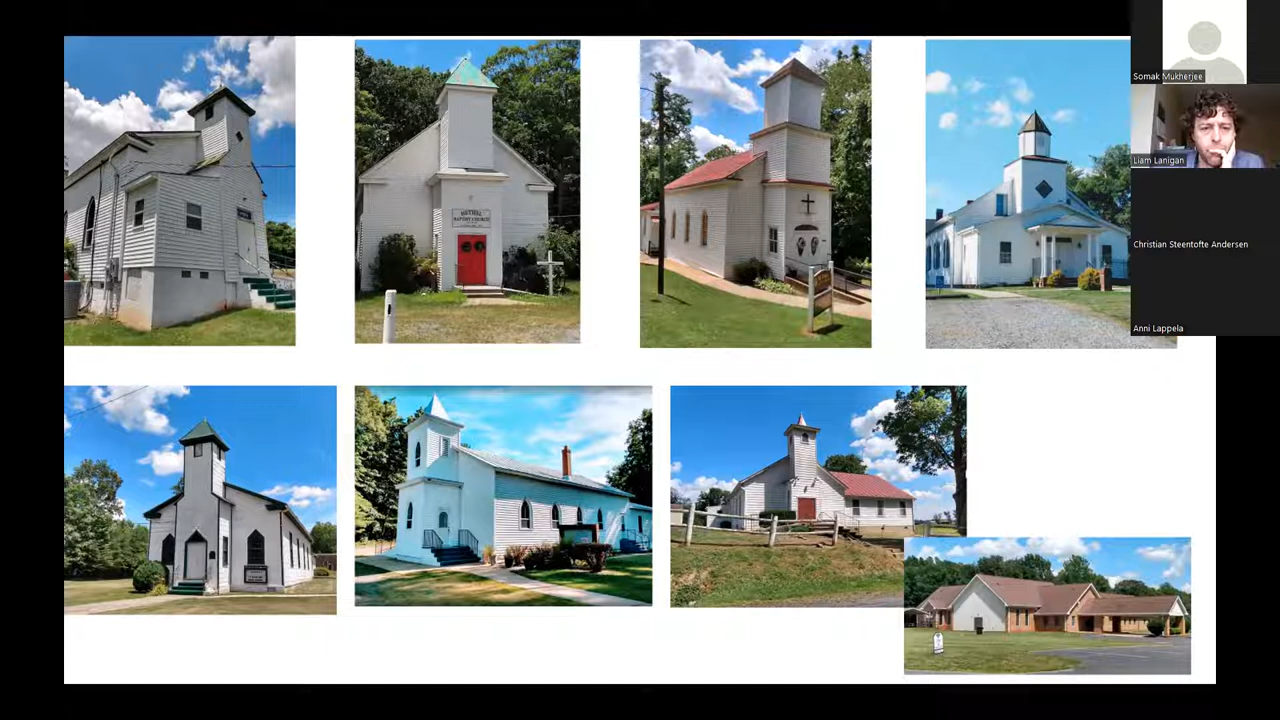 Somak Mukherjee
Liam Lanigan
Christian Steentofte Andersen
Anni Lappela
BETHEL
BAPTIST CHURCH